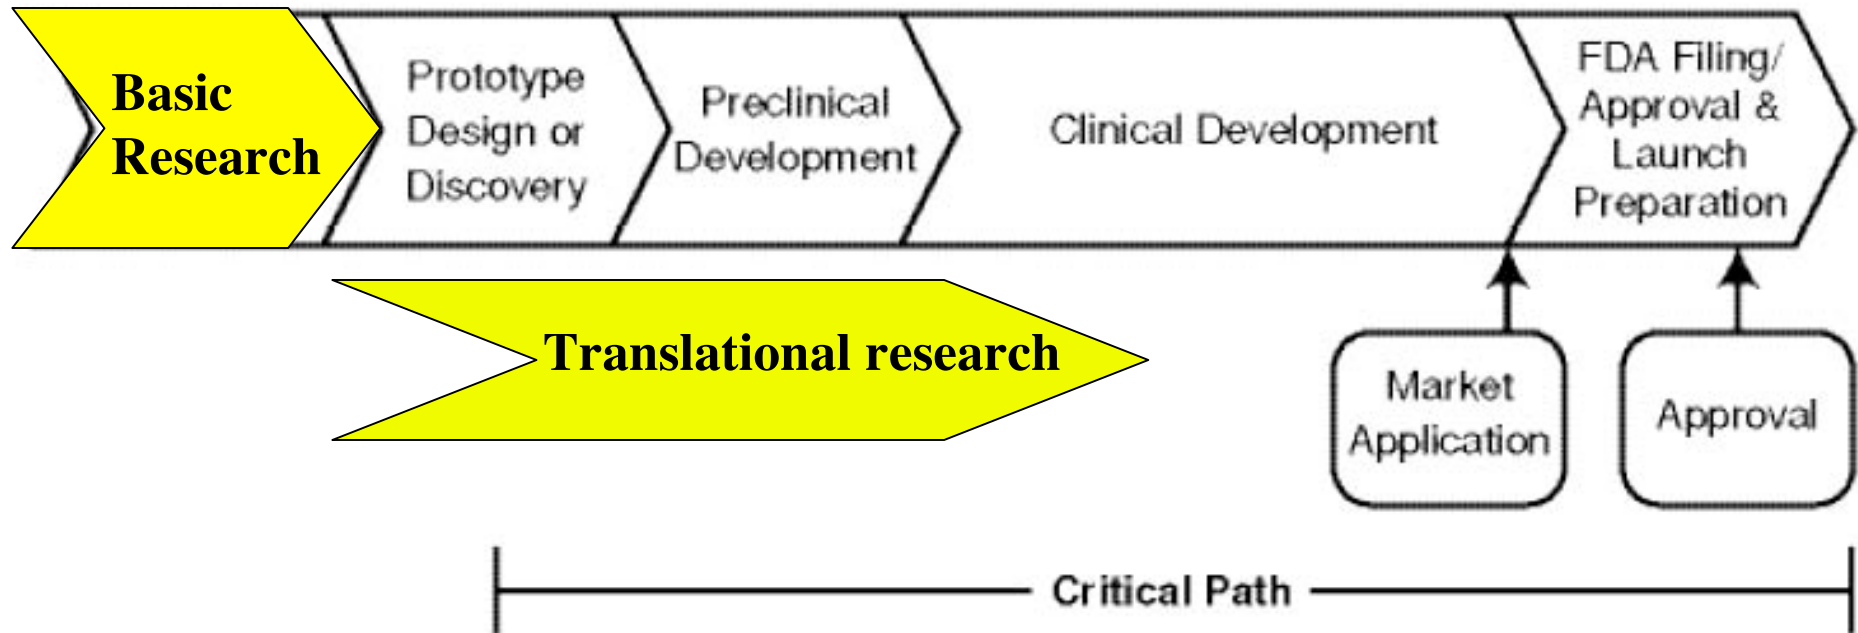 Basic
Research
Prototype
Design or
Discovery
Preclinical
Development
Clinical Development
FDA Filing/
Approval &
Launch
Preparation
Translational research
Market
Application
Approval
Critical Path